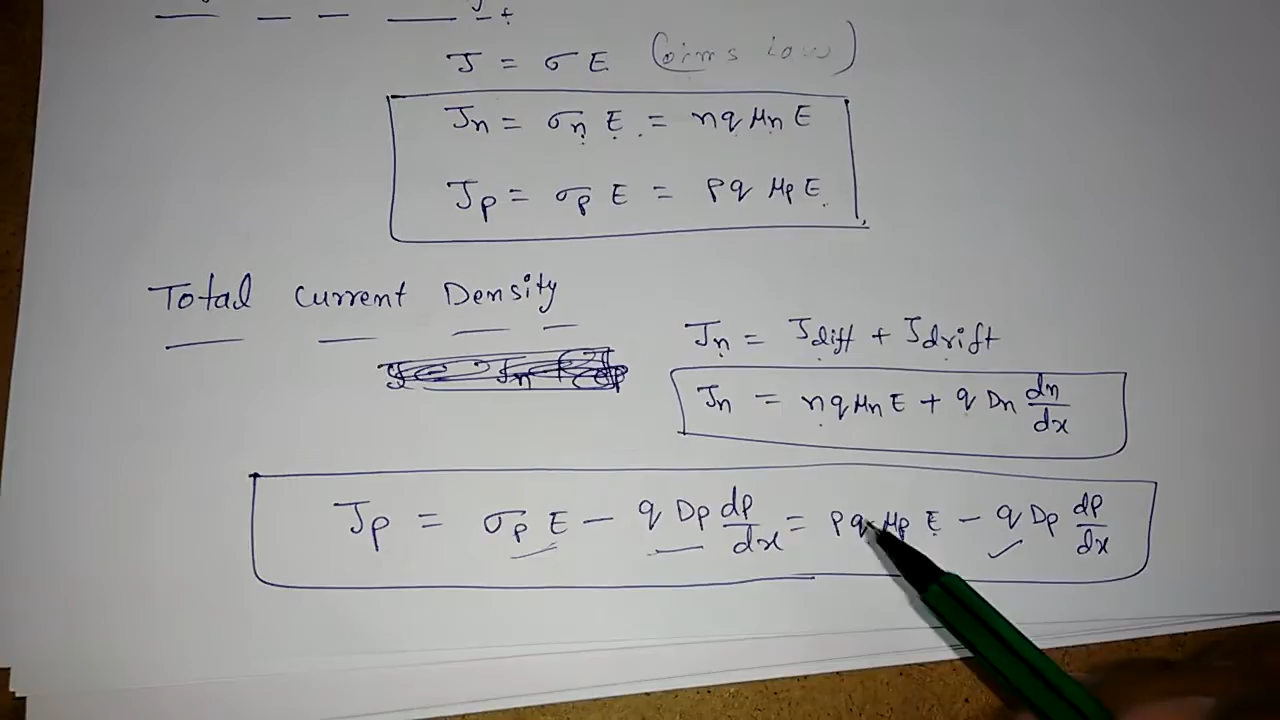 J = σ E (oims law)
Jn = σn E = nq μn E
Jp = σp E = pq μp E
Total Current Density
Jn = Jdiff + Jdrift
Jn = nq μn E + q Dn dn/dx
Jp = σp E − q Dp dp/dx = pq μp E − q Dp dp/dx